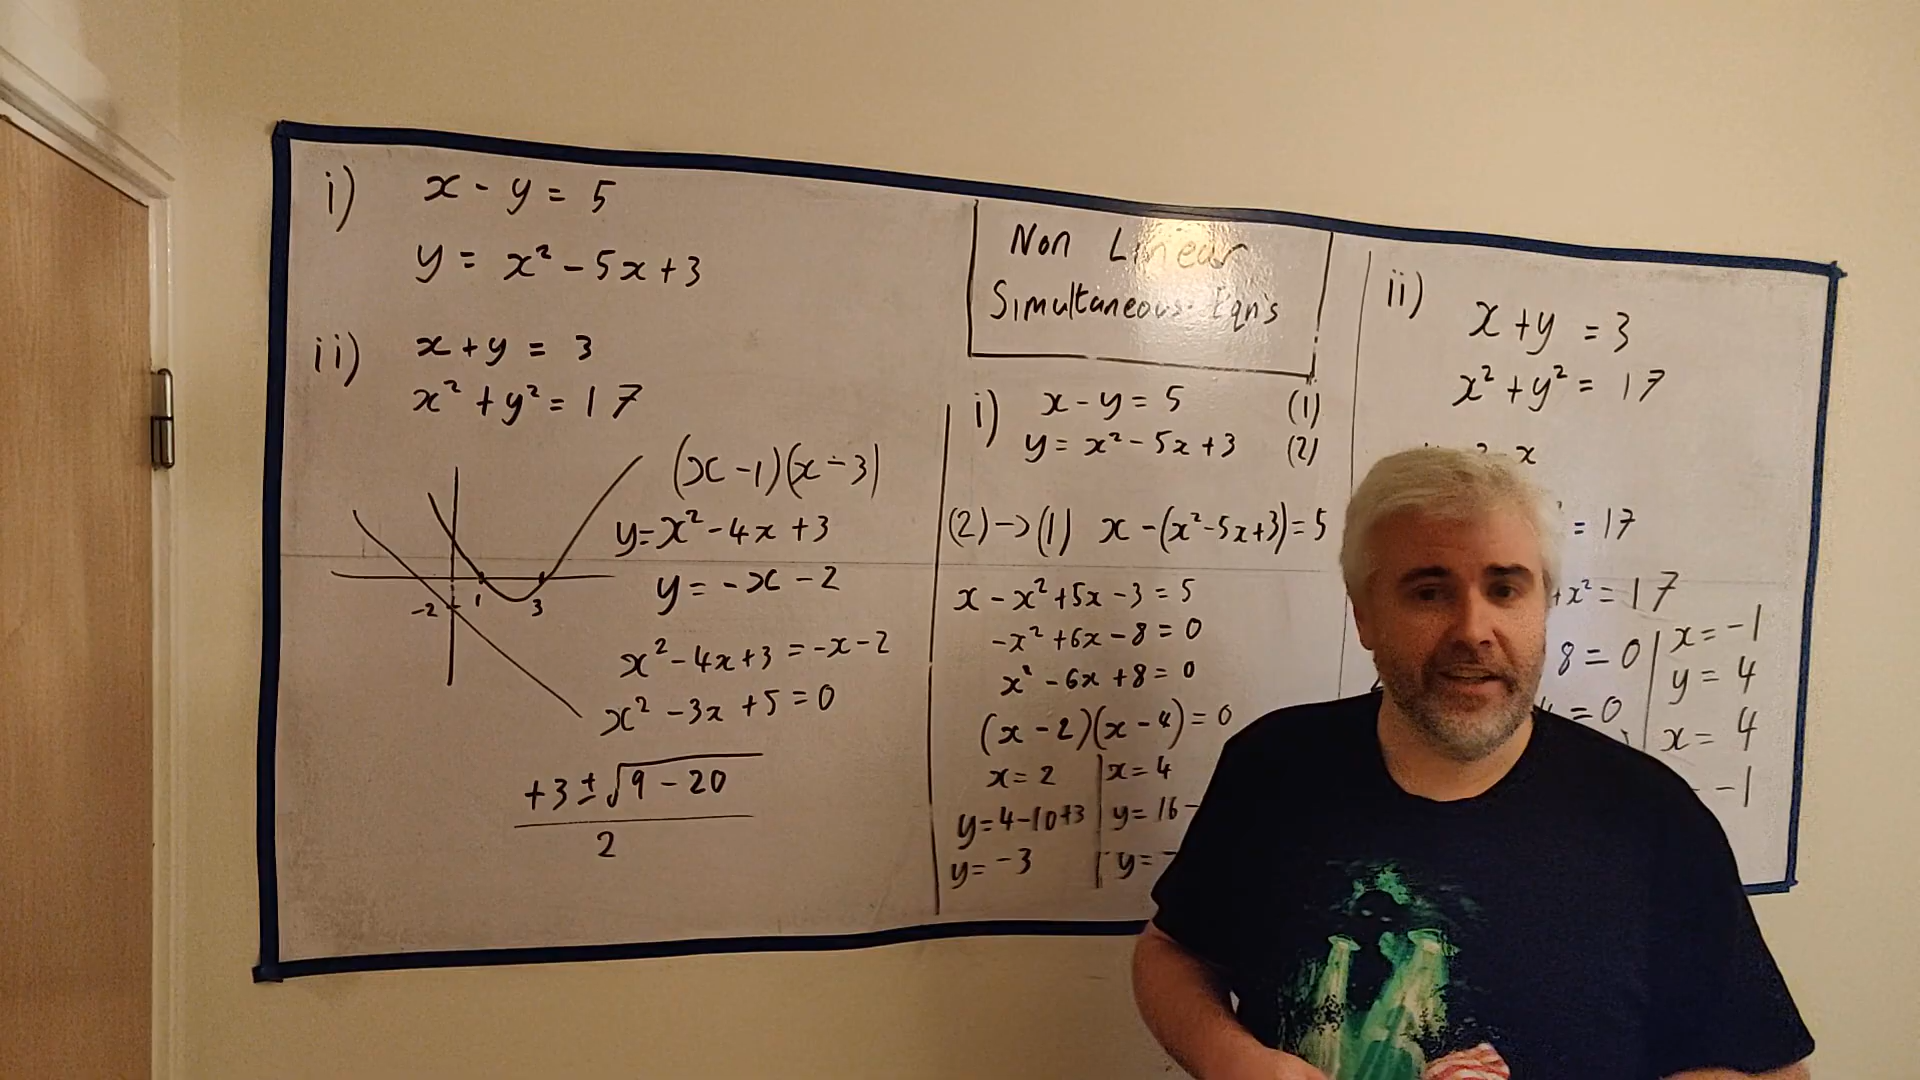 i) x - y = 5
y = x² - 5x + 3
ii) x + y = 3
x² + y² = 17
(x - 1)(x - 3)
y = x² - 4x + 3
y = -x - 2
-2 1 3
x² - 4x + 3 = -x - 2
x² - 3x + 5 = 0
+3 ± √9 - 20
2
Non Linear
Simultaneous Eqn's
i) x - y = 5 (1)
y = x² - 5x + 3 (2)
(2) → (1) x - (x² - 5x + 3) = 5
x - x² + 5x - 3 = 5
-x² + 6x - 8 = 0
x² - 6x + 8 = 0
(x - 2)(x - 4) = 0
x = 2
y = 4 - 10 + 3
y = -3
x = 4
y = 16 -
y = -
ii) x + y = 3
x² + y² = 17
- x
= 17
+ x² = 17
8 = 0
= 0
x = -1
y = 4
x = 4
-1